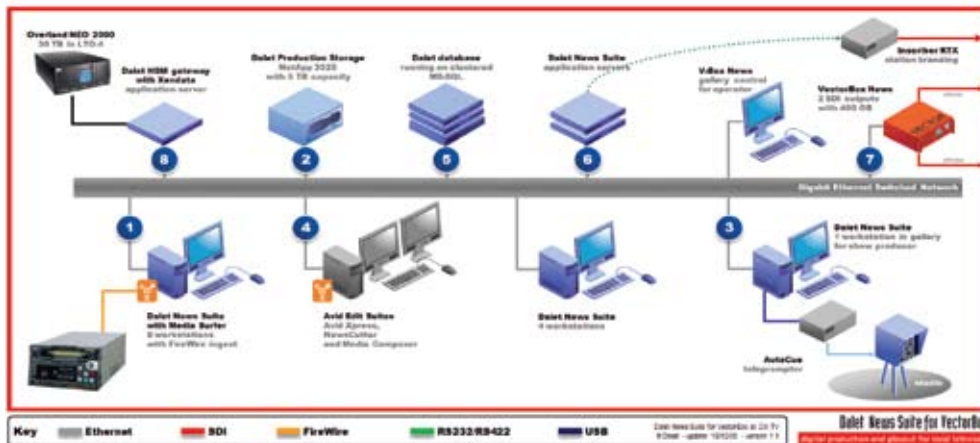 Overland NEO 2000
30 TB in LTO-4
Dalet HSM gateway
with Xendata
application server
Dalet Production Storage
NetApp 2020
with 5 TB capacity
Dalet database
running on clustered
MS-SQL
Dalet News Suite
application servers
V-Box News
gallery control
for operator
Inscriber RTX
station branding
VectorBox News
2 SDI outputs
with 400 GB
8
2
5
6
7
Gigabit Ethernet Switched Network
1
4
3
Dalet News Suite
with Media Surfer
workstations
with FireWire ingest
Avid Edit Suites
Avid Xpress,
NewsCutter
and Media Composer
Dalet News Suite
4 workstations
Dalet News Suite
1 workstation in gallery
for show producer
AutoCue
teleprompter
studio
Key
Ethernet
SDI
FireWire
RS232/RS422
USB
Dalet News Suite for VectorBox